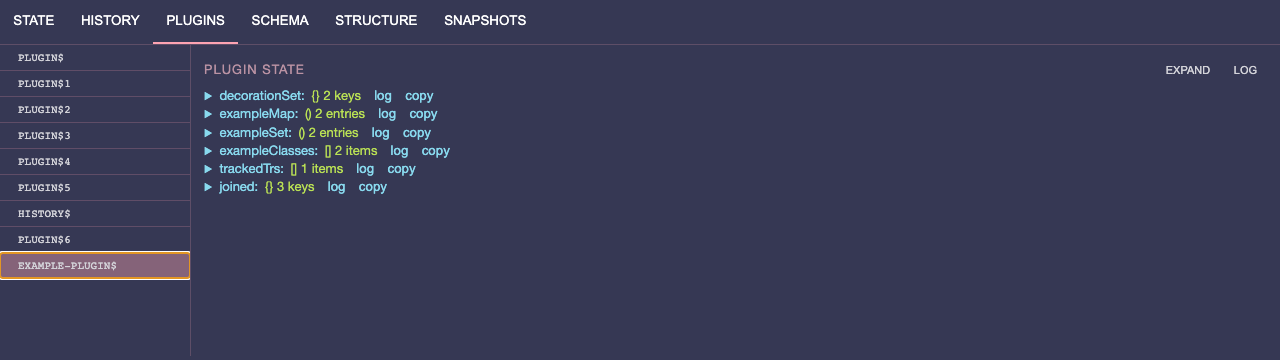 STATE HISTORY PLUGINS SCHEMA STRUCTURE SNAPSHOTS
PLUGIN$
PLUGIN$1
PLUGIN$2
PLUGIN$3
PLUGIN$4
PLUGIN$5
HISTORY$
PLUGIN$6
EXAMPLE-PLUGIN$
PLUGIN STATE EXPAND LOG
▶ decorationSet: {} 2 keys log copy
▶ exampleMap: () 2 entries log copy
▶ exampleSet: () 2 entries log copy
▶ exampleClasses: [] 2 items log copy
▶ trackedTrs: [] 1 items log copy
▶ joined: {} 3 keys log copy